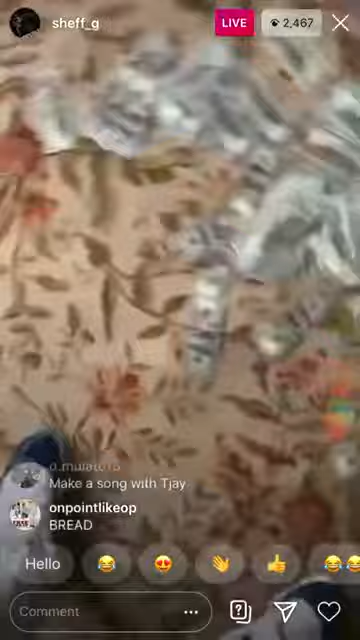 sheff_g
LIVE
2,467
Make a song with Tjay
onpointlikeop
BREAD
Hello
Comment